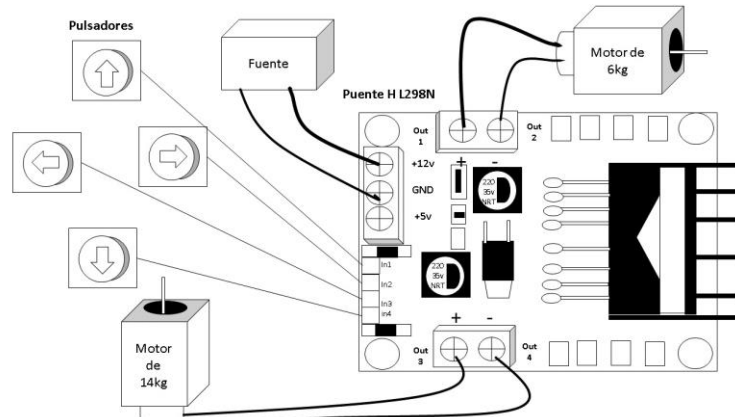 Pulsadores
Fuente
Motor de
6kg
Puente H L298N
Out
1
Out
2
+12v
+ -
GND
+5v
220
35v
NRT
In1
In2
In3
in4
220
35v
NRT
+ -
Out
3
Out
4
Motor
de
14kg